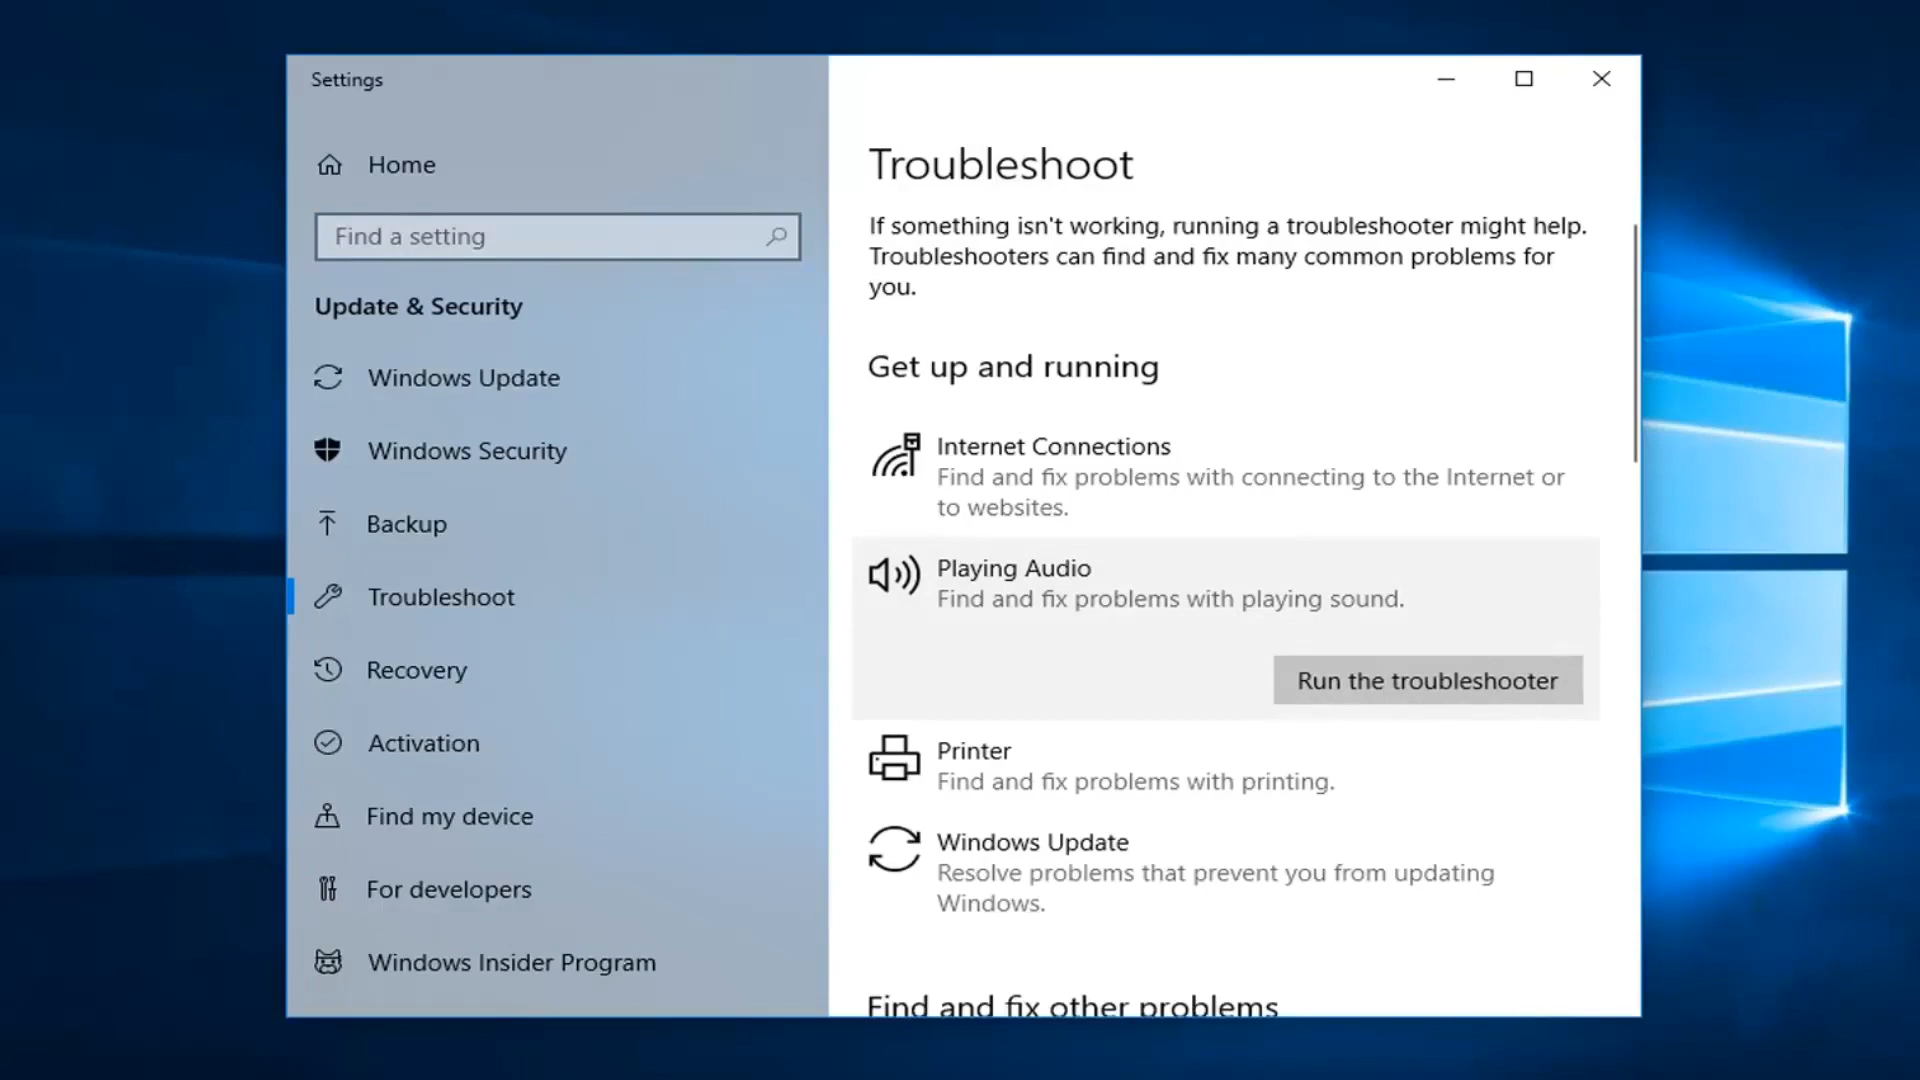 Settings
Home
Find a setting
Update & Security
Windows Update
Windows Security
Backup
Troubleshoot
Recovery
Activation
Find my device
For developers
Windows Insider Program
Troubleshoot
If something isn't working, running a troubleshooter might help.
Troubleshooters can find and fix many common problems for
you.
Get up and running
Internet Connections
Find and fix problems with connecting to the Internet or
to websites.
Playing Audio
Find and fix problems with playing sound.
Run the troubleshooter
Printer
Find and fix problems with printing.
Windows Update
Resolve problems that prevent you from updating
Windows.
Find and fix other problems